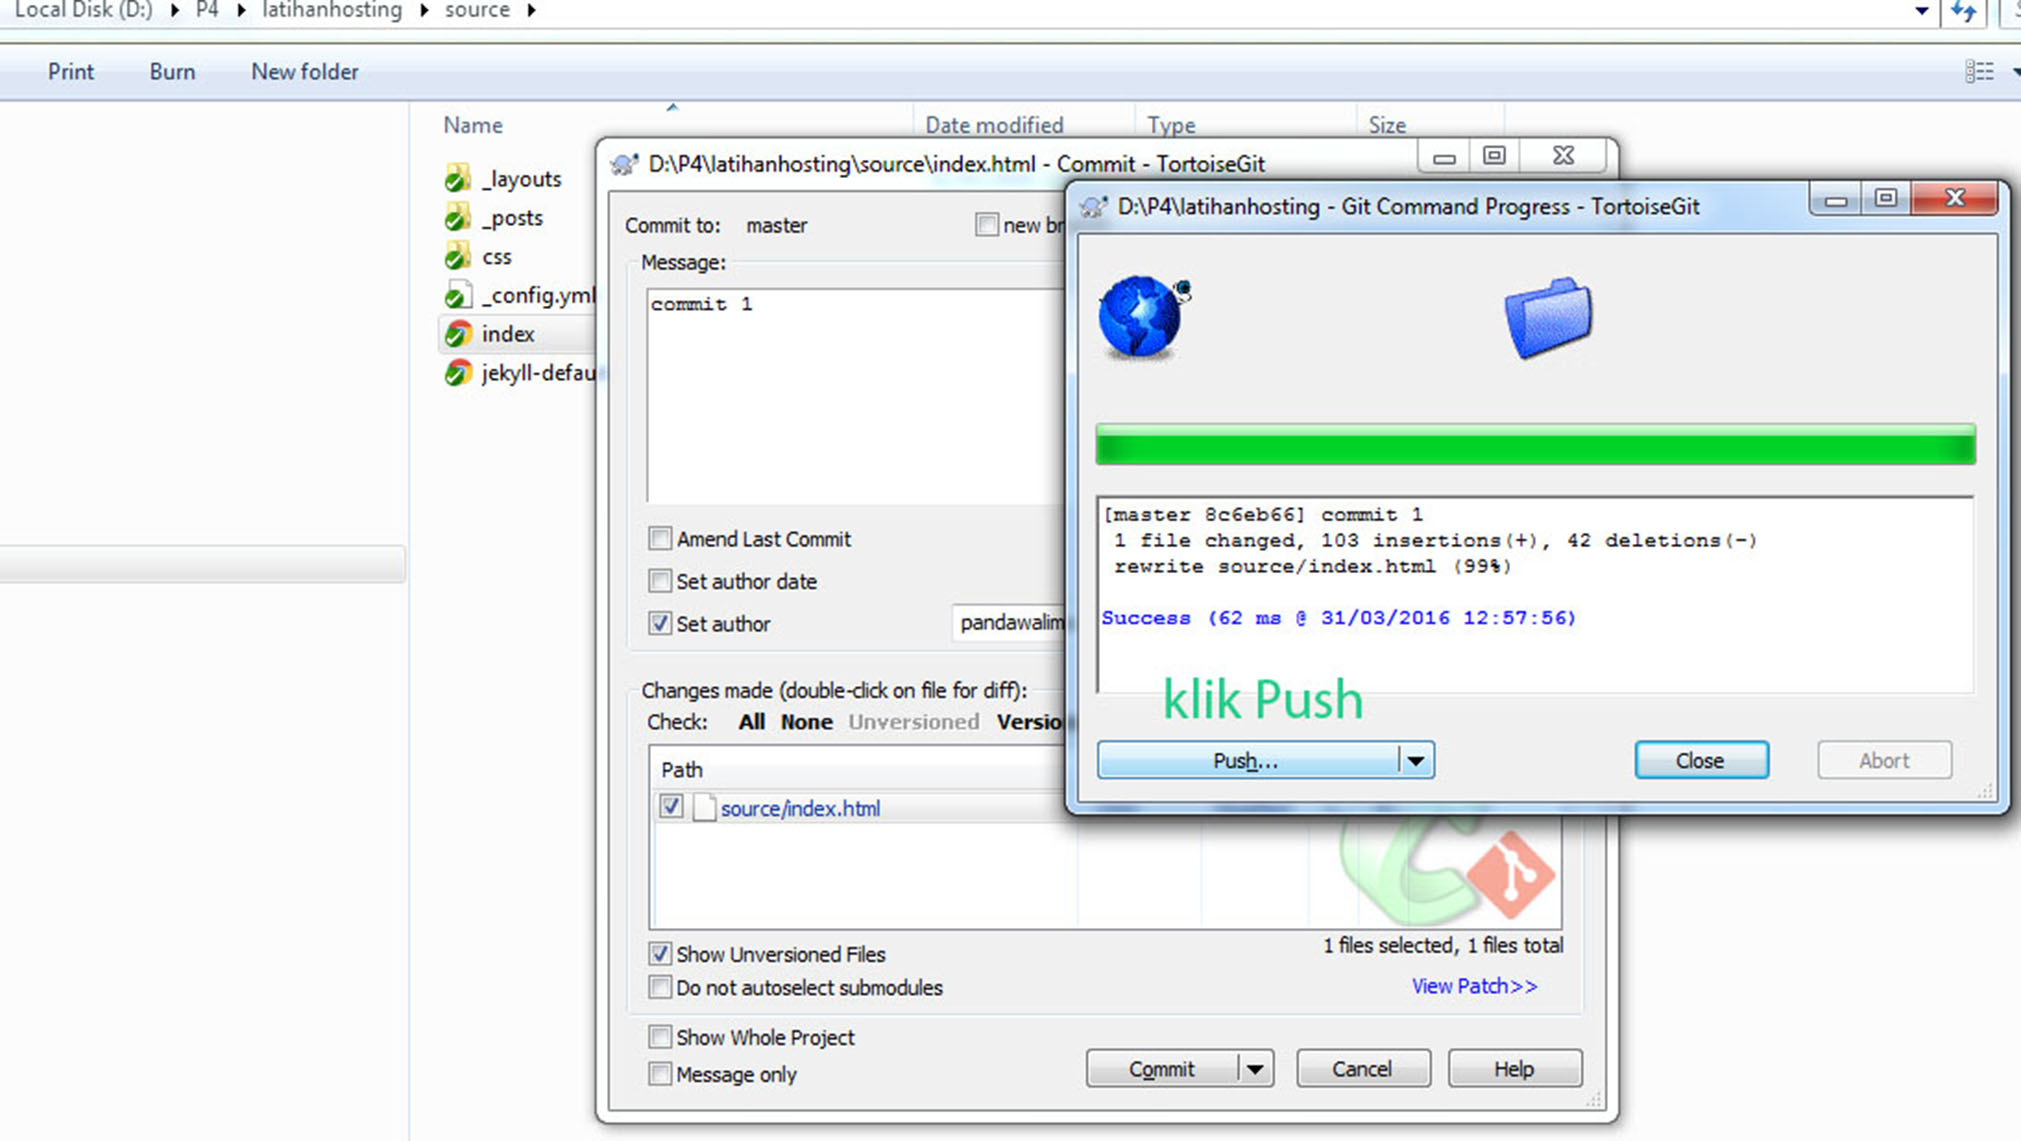 Local Disk (D:) ▸ P4 ▸ latihanhosting ▸ source ▸
Print Burn New folder
Name Date modified Type Size
_layouts
_posts
css
_config.yml
index
jekyll-defau
D:\P4\latihanhosting\source\index.html - Commit - TortoiseGit
Commit to: master new br
Message:
commit 1
Amend Last Commit
Set author date
Set author pandawalim
Changes made (double-click on file for diff):
Check: All None Unversioned Versio
Path
source/index.html
Show Unversioned Files
1 files selected, 1 files total
Do not autoselect submodules
View Patch>>
Show Whole Project
Message only
Commit Cancel Help
D:\P4\latihanhosting - Git Command Progress - TortoiseGit
[master 8c6eb66] commit 1
1 file changed, 103 insertions(+), 42 deletions(-)
rewrite source/index.html (99%)
Success (62 ms @ 31/03/2016 12:57:56)
klik Push
Push... Close Abort